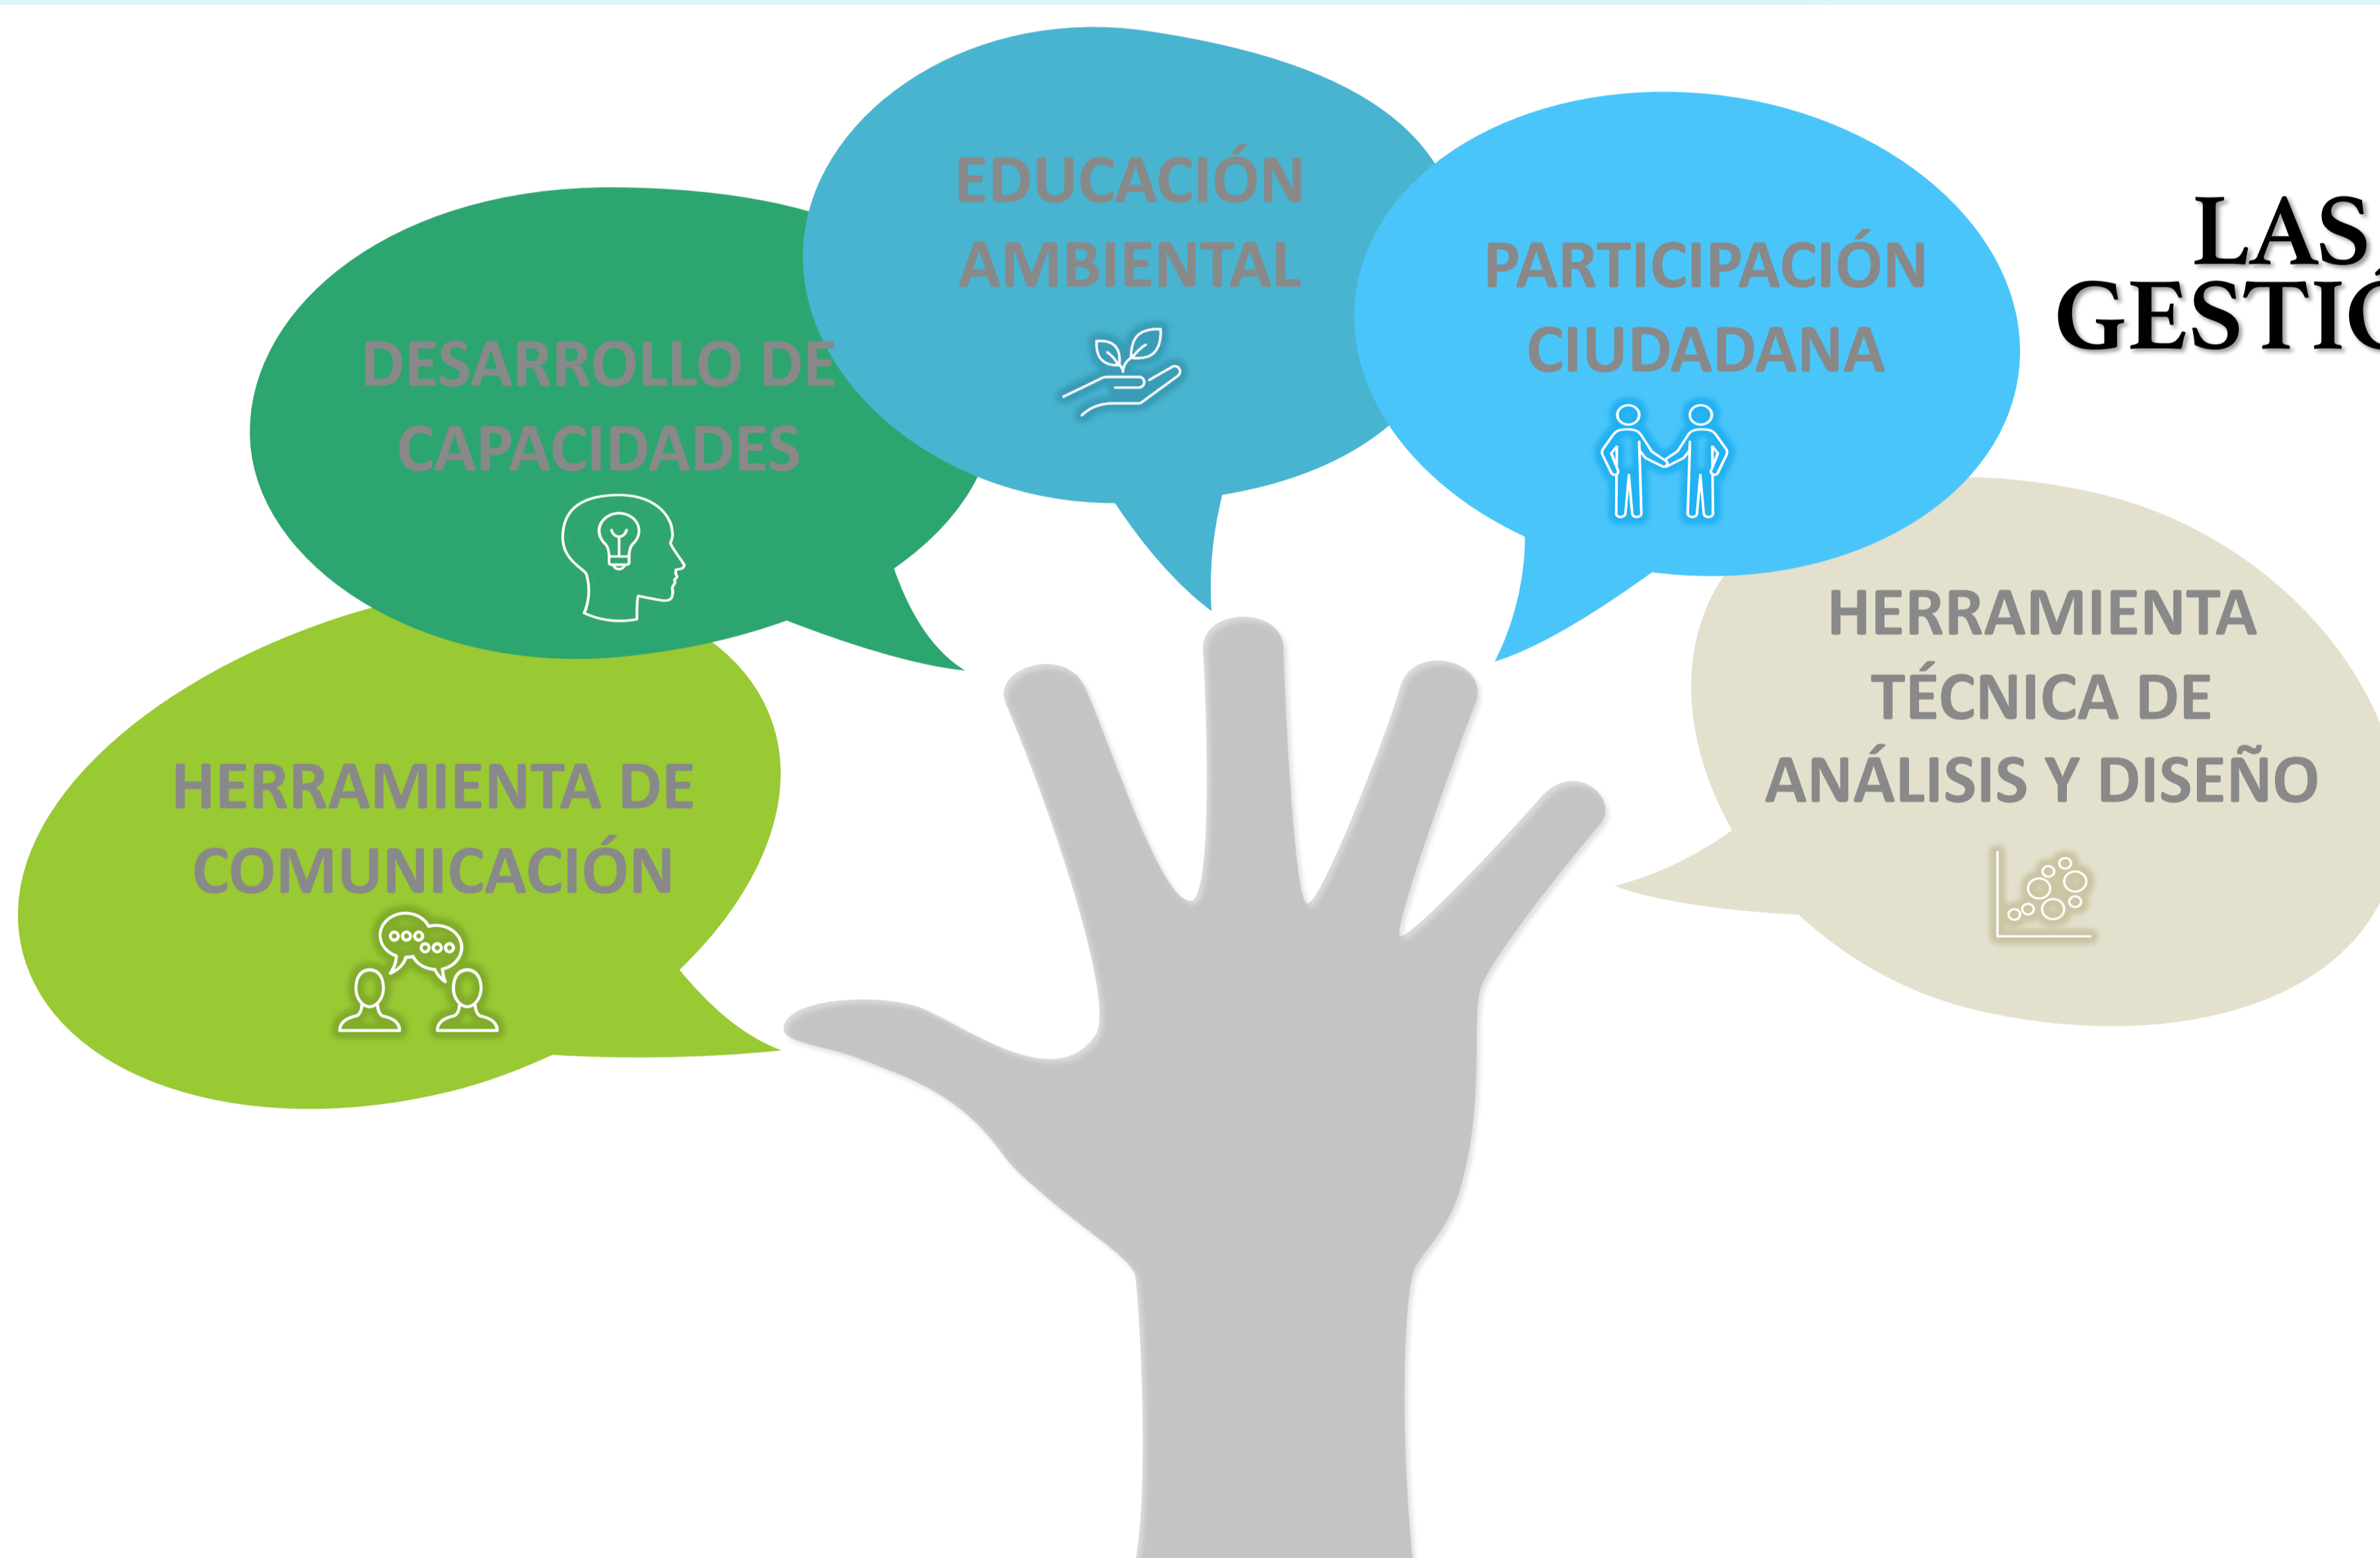 EDUCACIÓN
AMBIENTAL
PARTICIPACIÓN
CIUDADANA
LAS
DESARROLLO DE
CAPACIDADES
HERRAMIENTA
TÉCNICA DE
ANÁLISIS Y DISEÑO
HERRAMIENTA DE
COMUNICACIÓN